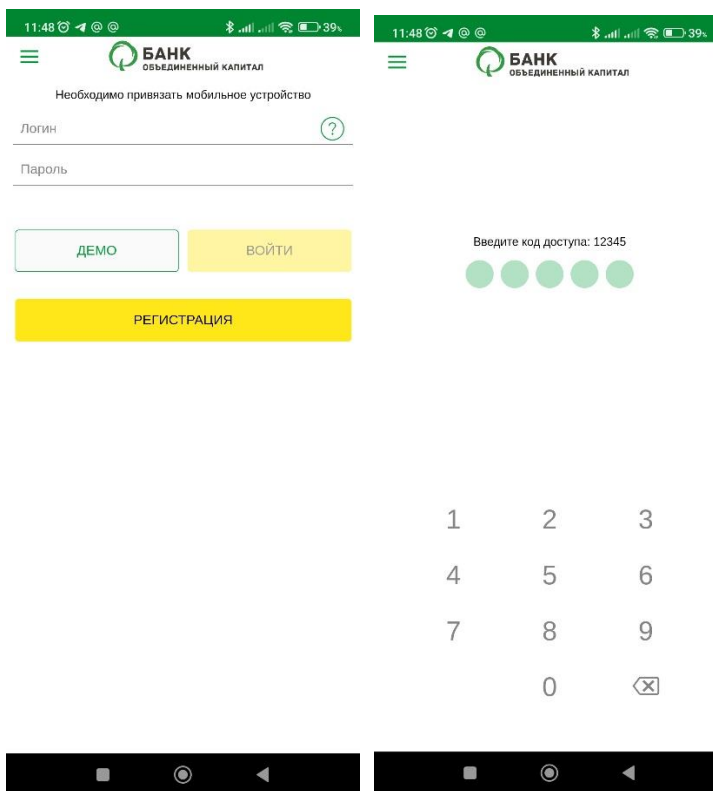 11:48 @ @ 39%
БАНК
ОБЪЕДИНЕННЫЙ КАПИТАЛ
Необходимо привязать мобильное устройство
Логин ?
Пароль
ДЕМО ВОЙТИ
РЕГИСТРАЦИЯ
11:48 @ @ 39%
БАНК
ОБЪЕДИНЕННЫЙ КАПИТАЛ
Введите код доступа: 12345
1 2 3
4 5 6
7 8 9
0